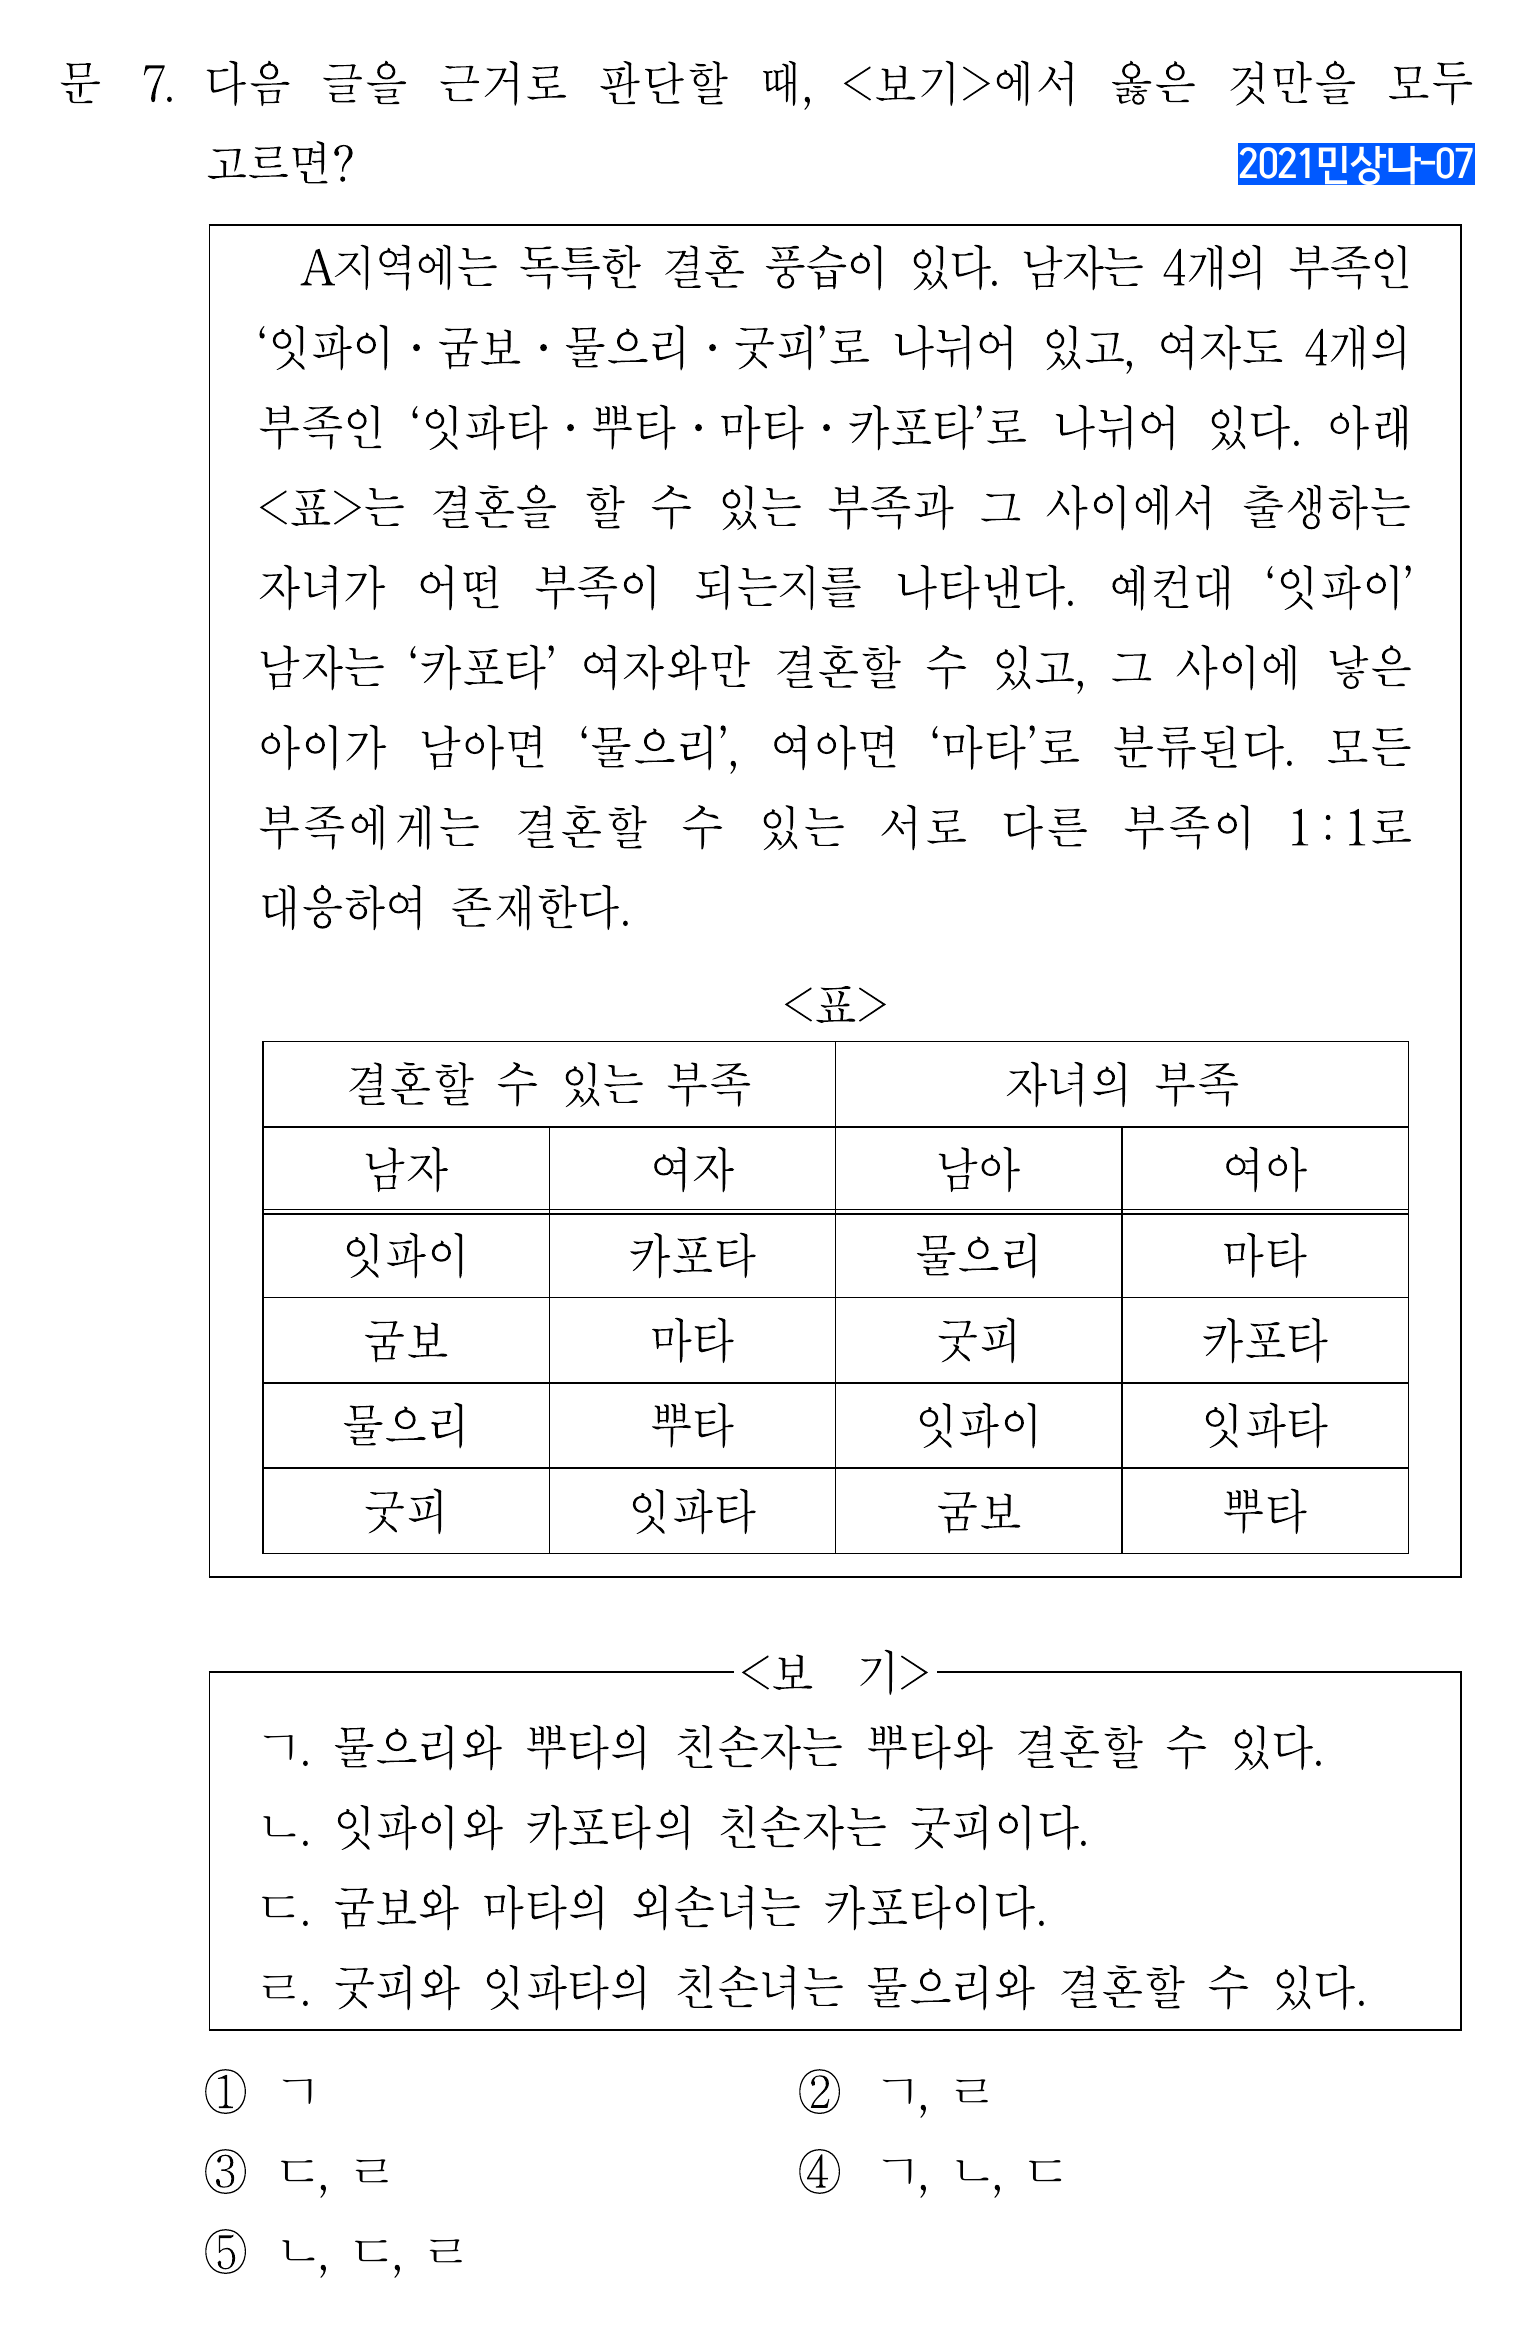 문 7. 다음 글을 근거로 판단할 때, <보기>에서 옳은 것만을 모두
고르면?
2021민상나-07
A지역에는 독특한 결혼 풍습이 있다. 남자는 4개의 부족인
‘잇파이·굼보·물으리·굿피’로 나뉘어 있고, 여자도 4개의
부족인 ‘잇파타·뿌타·마타·카포타’로 나뉘어 있다. 아래
<표>는 결혼을 할 수 있는 부족과 그 사이에서 출생하는
자녀가 어떤 부족이 되는지를 나타낸다. 예컨대 ‘잇파이’
남자는 ‘카포타’ 여자와만 결혼할 수 있고, 그 사이에 낳은
아이가 남아면 ‘물으리’, 여아면 ‘마타’로 분류된다. 모든
부족에게는 결혼할 수 있는 서로 다른 부족이 1:1로
대응하여 존재한다.
<표>
결혼할 수 있는 부족 자녀의 부족
남자 여자 남아 여아
잇파이 카포타 물으리 마타
굼보 마타 굿피 카포타
물으리 뿌타 잇파이 잇파타
굿피 잇파타 굼보 뿌타
<보 기>
ㄱ. 물으리와 뿌타의 친손자는 뿌타와 결혼할 수 있다.
ㄴ. 잇파이와 카포타의 친손자는 굿피이다.
ㄷ. 굼보와 마타의 외손녀는 카포타이다.
ㄹ. 굿피와 잇파타의 친손녀는 물으리와 결혼할 수 있다.
① ㄱ ② ㄱ, ㄹ
③ ㄷ, ㄹ ④ ㄱ, ㄴ, ㄷ
⑤ ㄴ, ㄷ, ㄹ